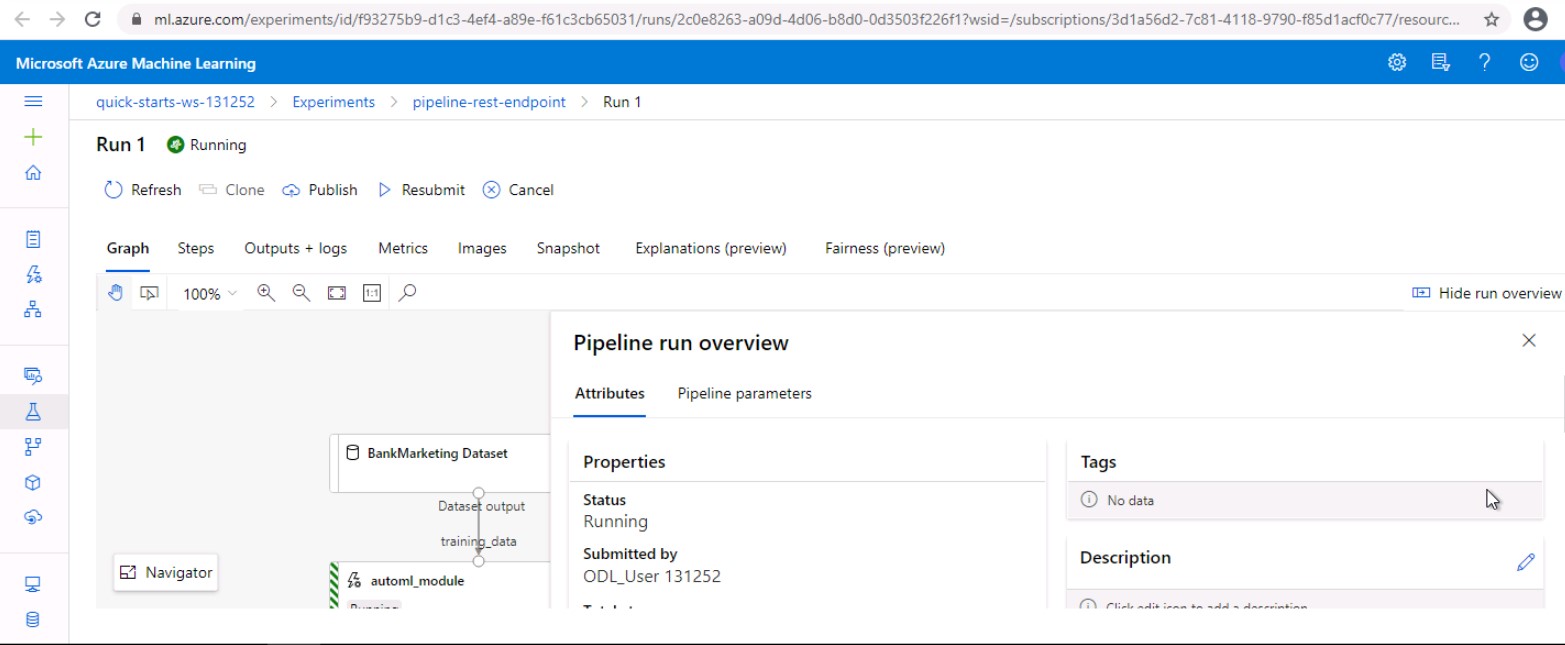 ml.azure.com/experiments/id/f93275b9-d1c3-4ef4-a89e-f61c3cb65031/runs/2c0e8263-a09d-4d06-b8d0-0d3503f226f1?wsid=/subscriptions/3d1a56d2-7c81-4118-9790-f85d1acf0c77/resourc...
Microsoft Azure Machine Learning
quick-starts-ws-131252 > Experiments > pipeline-rest-endpoint > Run 1
Run 1 Running
Refresh Clone Publish Resubmit Cancel
Graph Steps Outputs + logs Metrics Images Snapshot Explanations (preview) Fairness (preview)
100% 1:1 Hide run overview
Pipeline run overview
Attributes Pipeline parameters
BankMarketing Dataset
Dataset output
training_data
Navigator
automl_module
Running
Properties
Status
Running
Submitted by
ODL_User 131252
Tags
No data
Description
Click edit icon to add a description